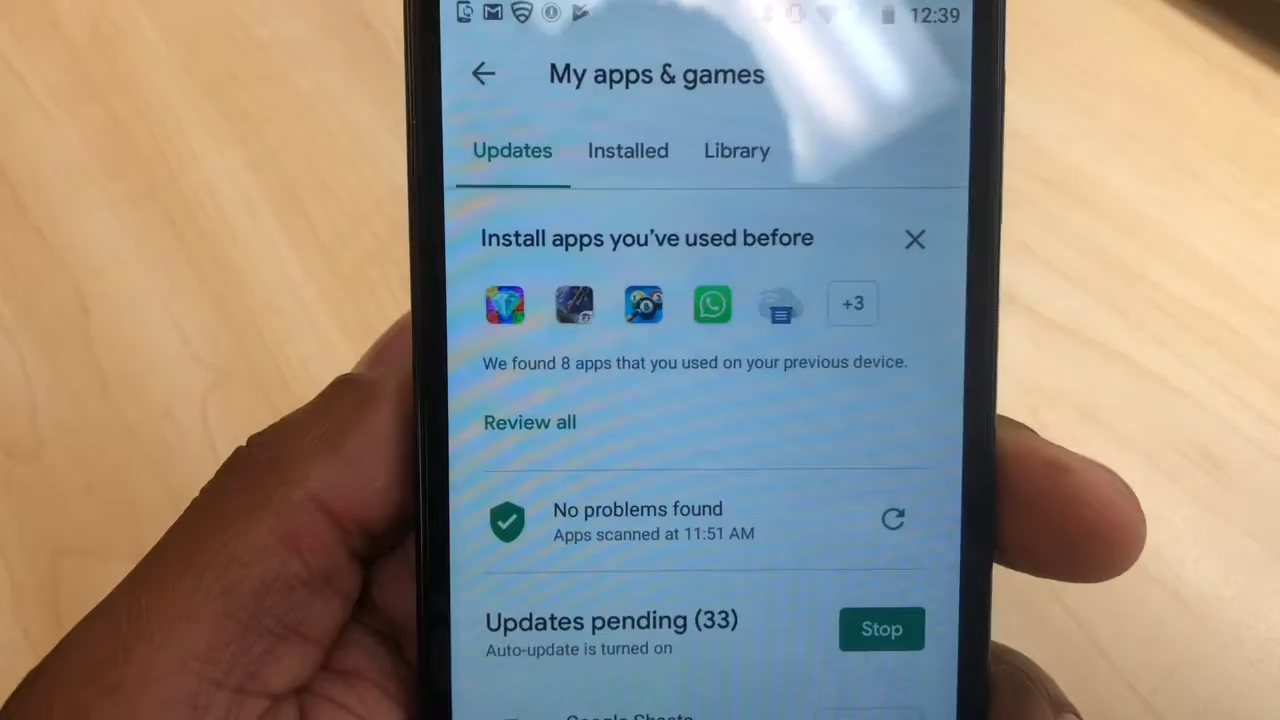 12:39
My apps & games
Updates Installed Library
Install apps you've used before
+3
We found 8 apps that you used on your previous device.
Review all
No problems found
Apps scanned at 11:51 AM
Updates pending (33)
Stop
Auto-update is turned on
Google Sheets